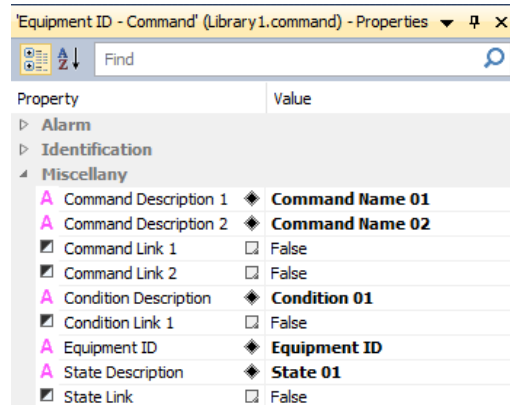 'Equipment ID - Command' (Library1.command) - Properties
Find
Property Value
Alarm
Identification
Miscellany
A Command Description 1 Command Name 01
A Command Description 2 Command Name 02
Command Link 1 False
Command Link 2 False
A Condition Description Condition 01
Condition Link 1 False
A Equipment ID Equipment ID
A State Description State 01
State Link False